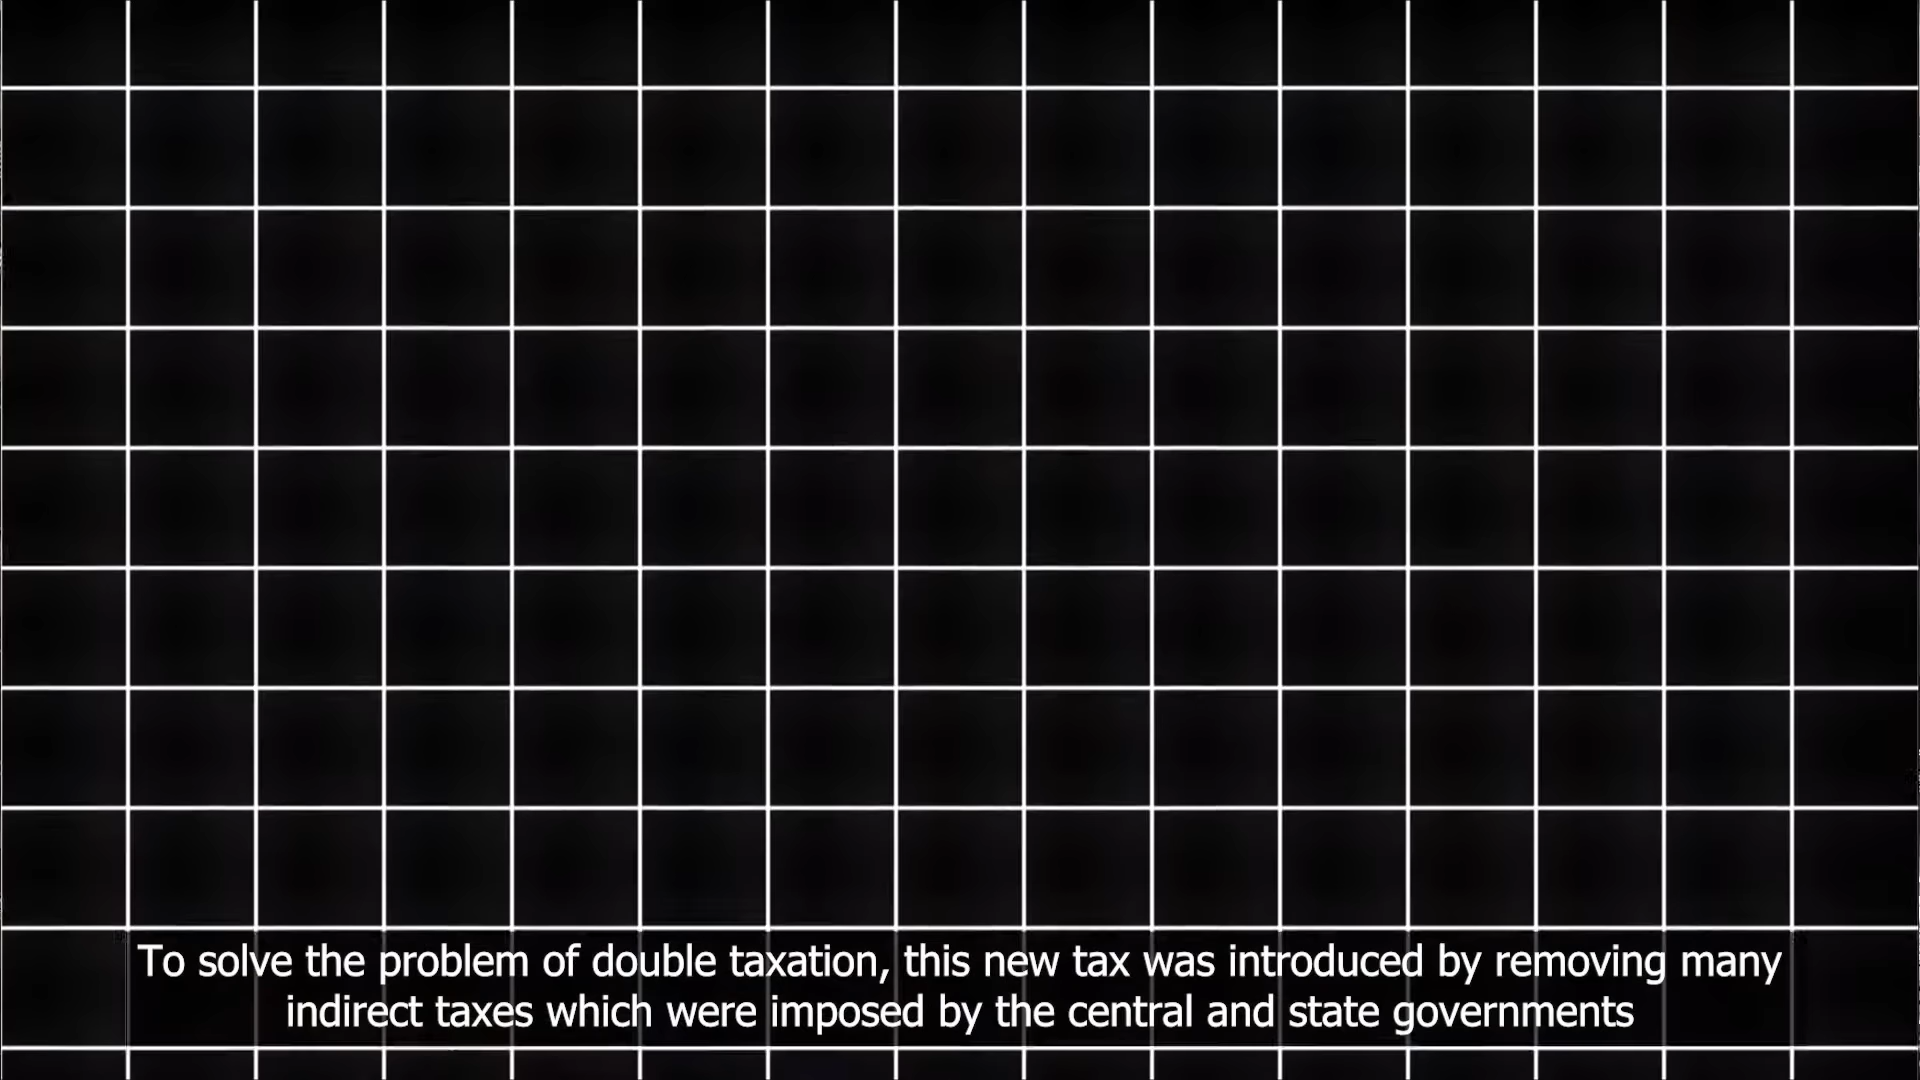 To solve the problem of double taxation, this new tax was introduced by removing many
indirect taxes which were imposed by the central and state governments